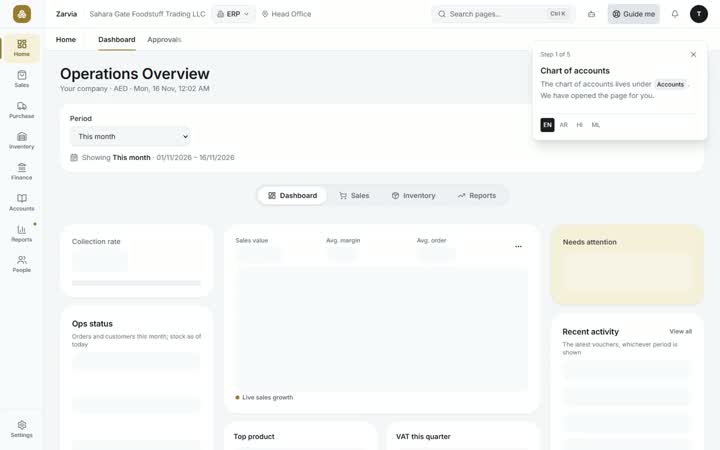 Zarvia
Sahara Gate Foodstuff Trading LLC
ERP
Head Office
Search pages...
Ctrl K
Guide me
T
Home
Dashboard
Approvals
Home
Sales
Purchase
Inventory
Finance
Accounts
Reports
People
Settings
Step 1 of 5
Chart of accounts
The chart of accounts lives under Accounts .
We have opened the page for you.
EN AR HI ML
Operations Overview
Your company · AED · Mon, 16 Nov, 12:02 AM
Period
This month
Showing This month · 01/11/2026 – 16/11/2026
Dashboard
Sales
Inventory
Reports
Collection rate
Sales value
Avg. margin
Avg. order
Needs attention
Ops status
Orders and customers this month; stock as of
today
Live sales growth
Recent activity
View all
The latest vouchers, whichever period is
shown
Top product
VAT this quarter